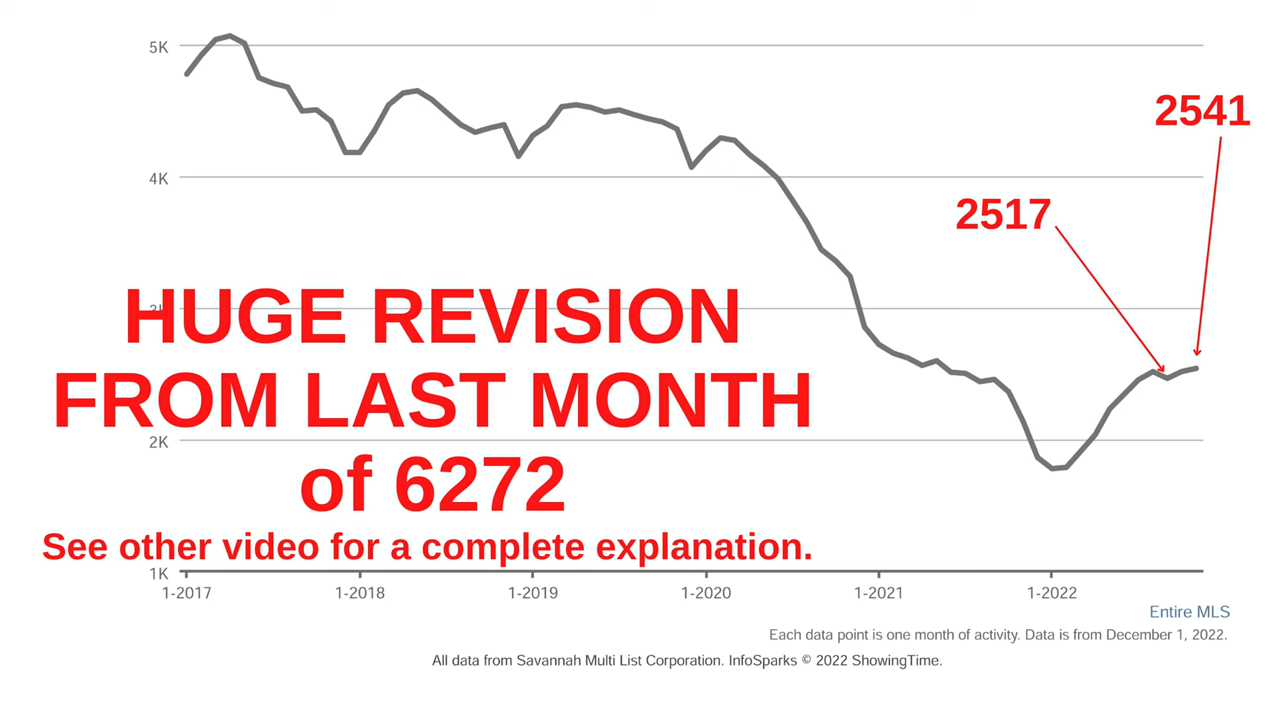 5K
2541
4K
2517
HUGE REVISION
FROM LAST MONTH
2K
of 6272
See other video for a complete explanation.
1K
1-2017 1-2018 1-2019 1-2020 1-2021 1-2022
Entire MLS
Each data point is one month of activity. Data is from December 1, 2022.
All data from Savannah Multi List Corporation. InfoSparks © 2022 ShowingTime.